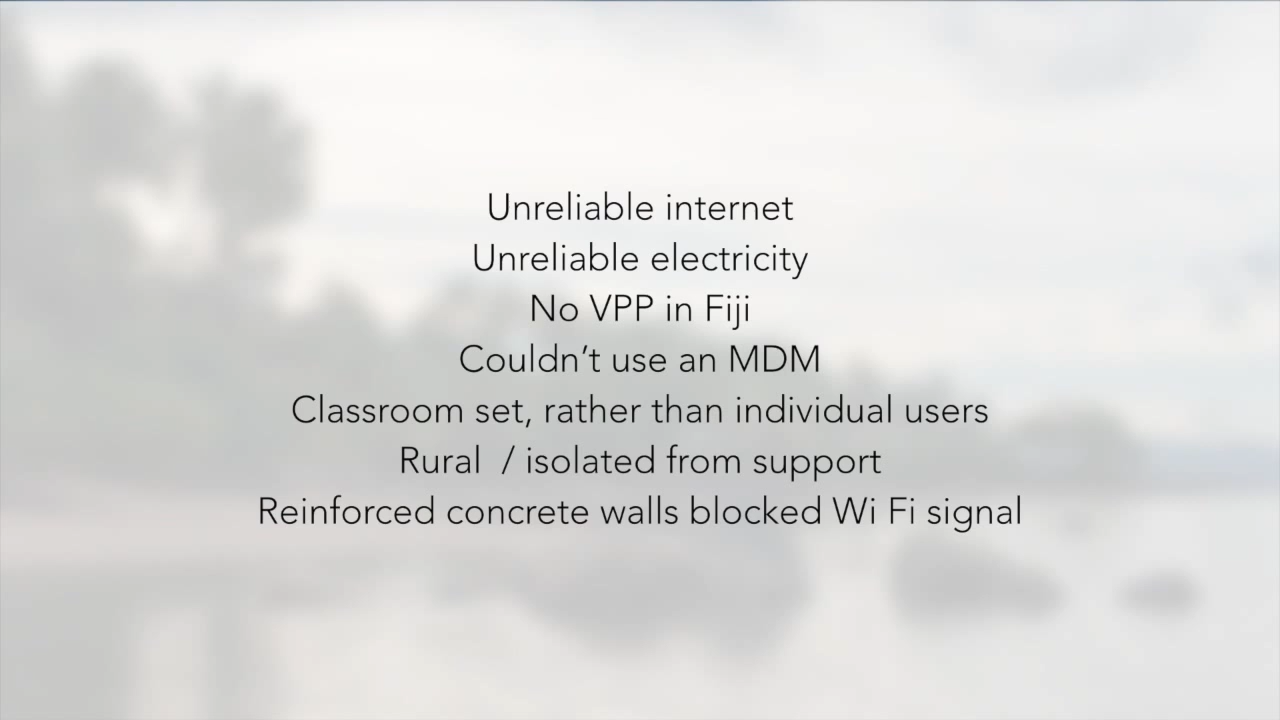 Unreliable internet
Unreliable electricity
No VPP in Fiji
Couldn’t use an MDM
Classroom set, rather than individual users
Rural / isolated from support
Reinforced concrete walls blocked Wi Fi signal